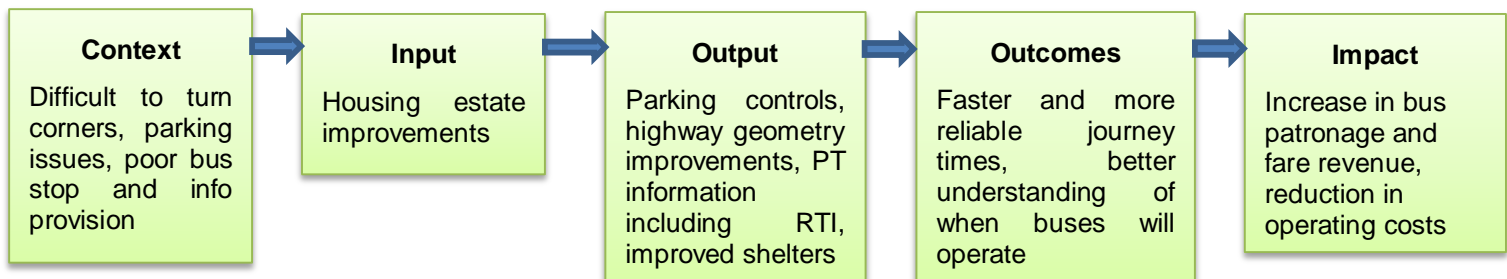 Context
Difficult to turn
corners, parking
issues, poor bus
stop and info
provision
Input
Housing estate
improvements
Output
Parking controls,
highway geometry
improvements, PT
information
including RTI,
improved shelters
Outcomes
Faster and more
reliable journey
times, better
understanding of
when buses will
operate
Impact
Increase in bus
patronage and
fare revenue,
reduction in
operating costs